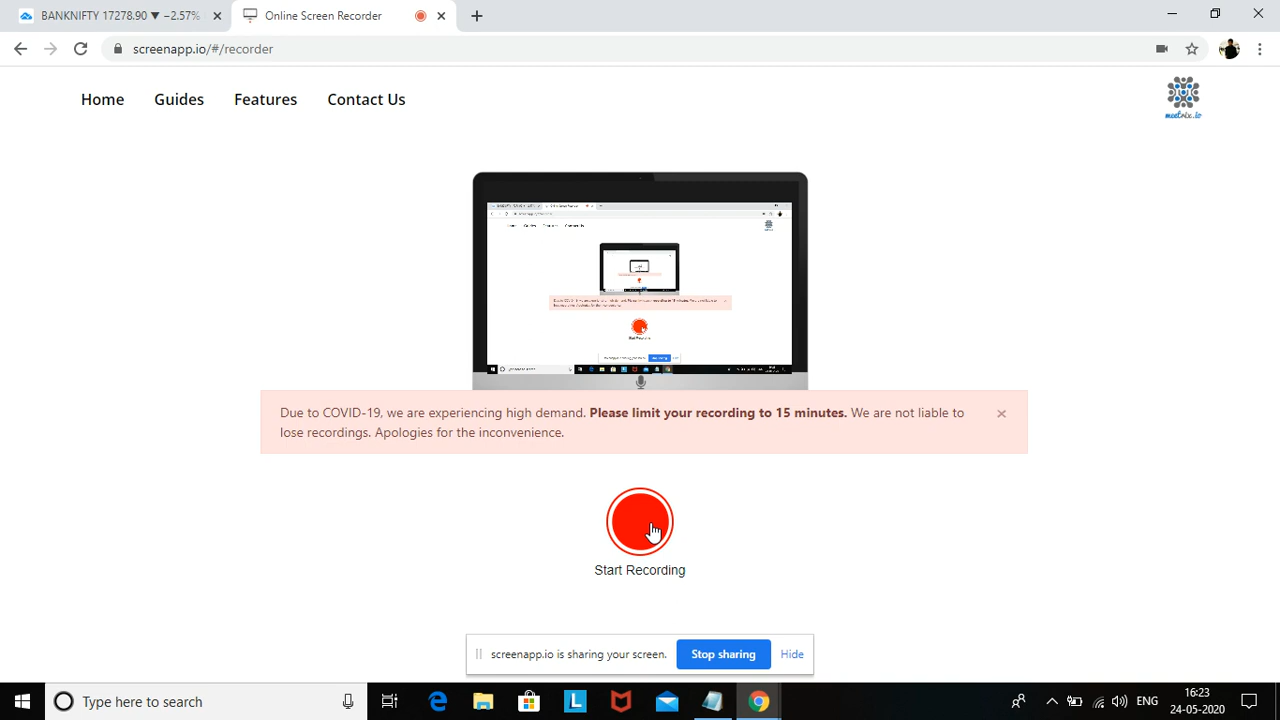 BANKNIFTY 17278.90 ▼ −2.57%
Online Screen Recorder
screenapp.io/#/recorder
Home Guides Features Contact Us
meetrix.io
Due to COVID-19, we are experiencing high demand. Please limit your recording to 15 minutes. We are not liable to
lose recordings. Apologies for the inconvenience.
Start Recording
screenapp.io is sharing your screen. Stop sharing Hide
Type here to search
L
ENG
16:23
24-05-2020